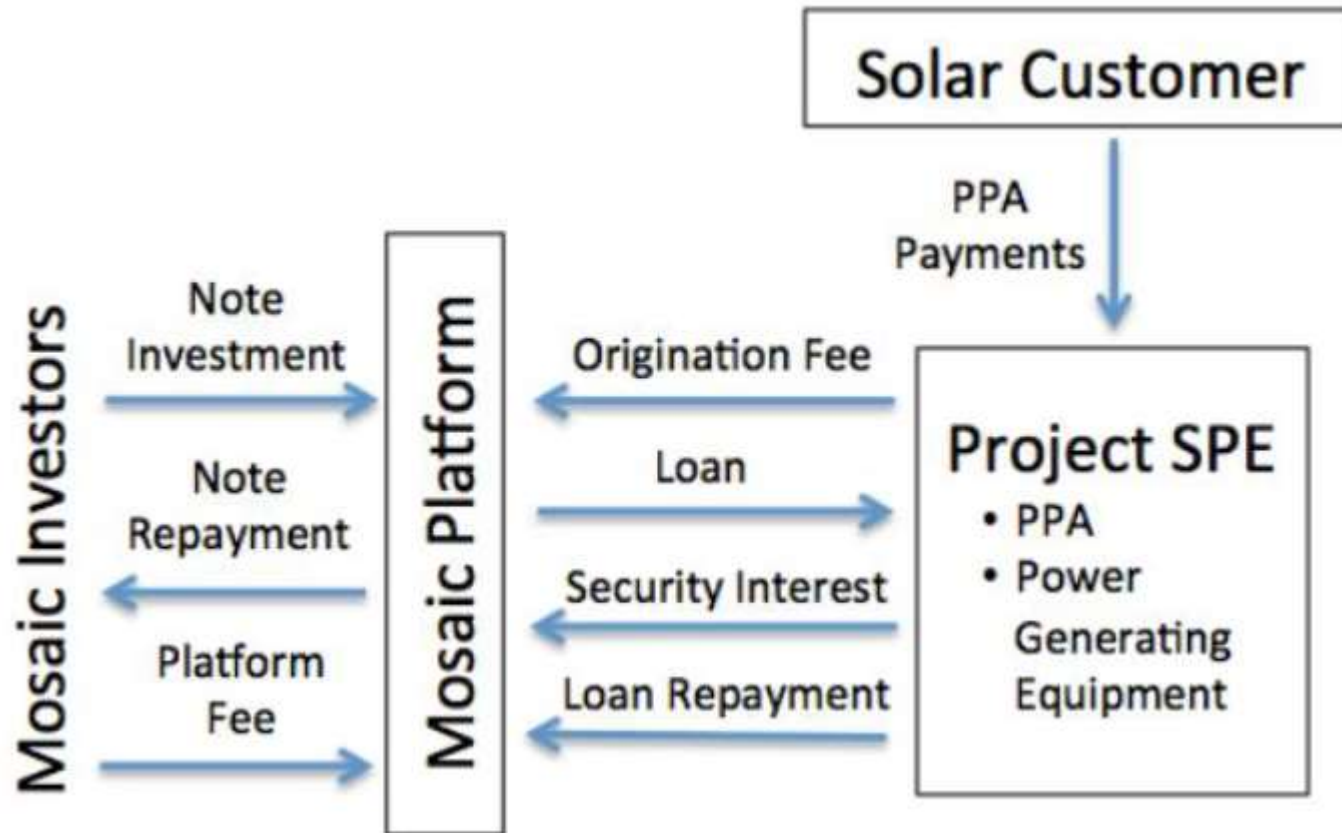 Solar Customer
PPA
Payments
Mosaic Investors
Note
Investment
Note
Repayment
Platform
Fee
Mosaic Platform
Origination Fee
Loan
Security Interest
Loan Repayment
Project SPE
• PPA
• Power
Generating
Equipment